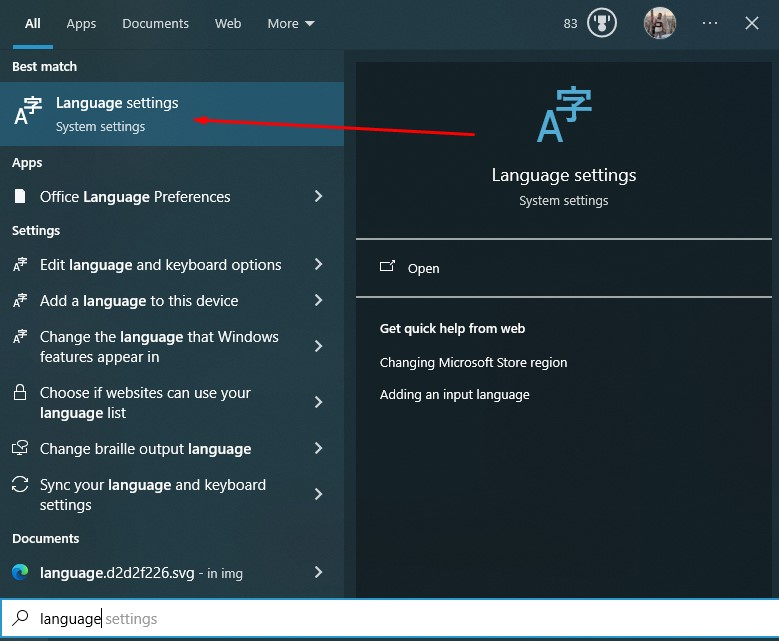 All Apps Documents Web More 83 ...
Best match
Language settings
System settings
Apps
Office Language Preferences
Settings
Edit language and keyboard options
Add a language to this device
Change the language that Windows
features appear in
Choose if websites can use your
language list
Change braille output language
Sync your language and keyboard
settings
Documents
language.d2d2f226.svg - in img
A字
Language settings
System settings
Open
Get quick help from web
Changing Microsoft Store region
Adding an input language
language settings